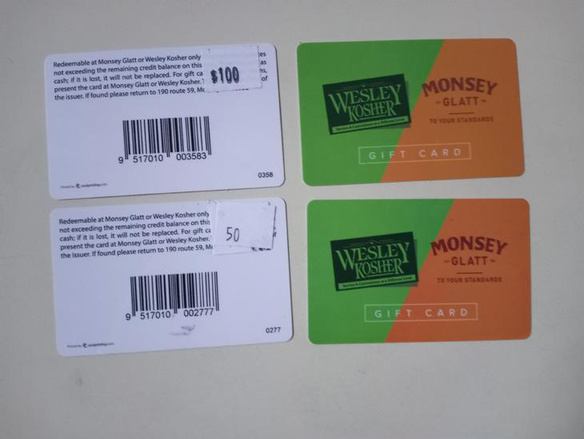 Redeemable at Monsey Glatt or Wesley Kosher only
not exceeding the remaining credit balance on this
cash; if it is lost, it will not be replaced. For gift ca
present the card at Monsey Glatt or Wesley Kosher.
the issuer. If found please return to 190 route 59,
$100
9 517010 003583
0358
WESLEY
KOSHER
MONSEY
GLATT
TO YOUR STANDARDS
GIFT CARD
Redeemable at Monsey Glatt or Wesley Kosher only
not exceeding the remaining credit balance on this
cash; if it is lost, it will not be replaced. For gift ca
present the card at Monsey Glatt or Wesley Kosher.
the issuer. If found please return to 190 route 59,
50
9 517010 002777
0277
WESLEY
KOSHER
MONSEY
GLATT
TO YOUR STANDARDS
GIFT CARD